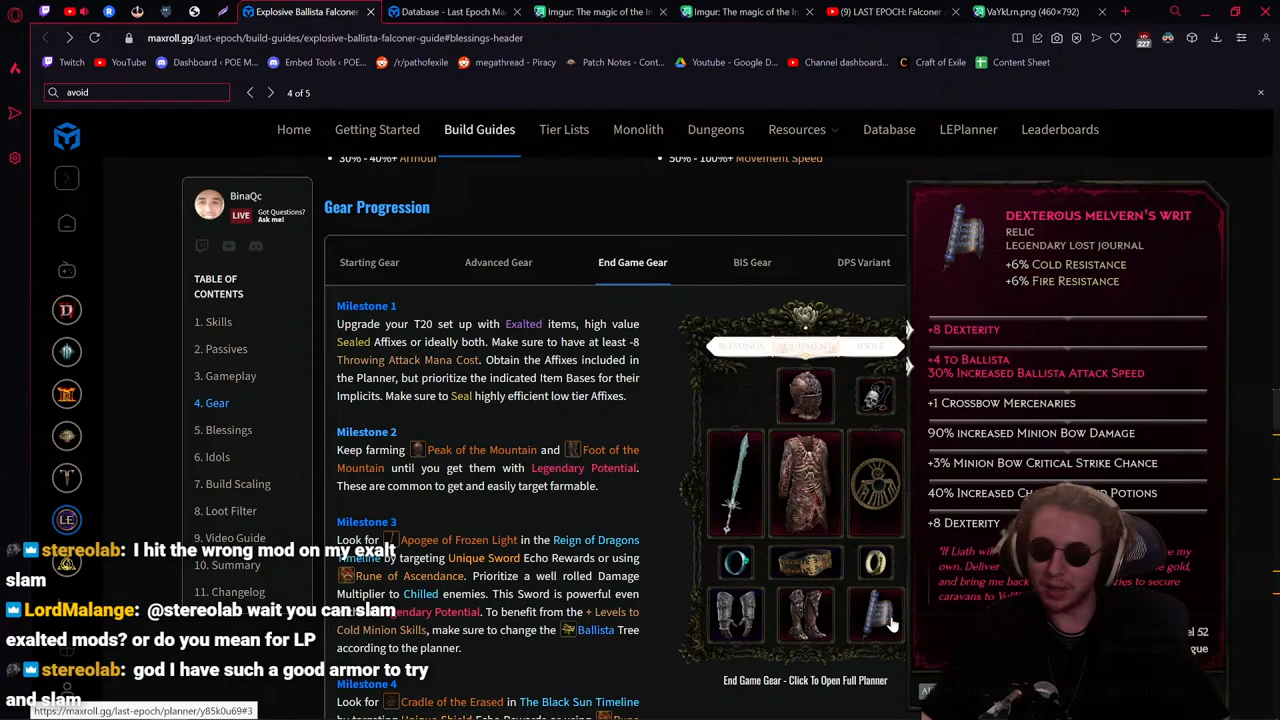 Explosive Ballista Falconer
Database - Last Epoch Ma
Imgur: The magic of the In
Imgur: The magic of the In
(9) LAST EPOCH: Falconer
VaYkLrn.png (460×192)
maxroll.gg/last-epoch/build-guides/explosive-ballista-falconer-guide#blessings-header
227
Twitch
YouTube
Dashboard ‹ POE M...
Embed Tools ‹ POE...
/r/pathofexile
megathread - Piracy
Patch Notes - Cont...
Youtube - Google D...
Channel dashboard...
Craft of Exile
Content Sheet
avoid
4 of 5
Home
Getting Started
Build Guides
Tier Lists
Monolith
Dungeons
Resources
Database
LEPlanner
Leaderboards
30% - 40%+ Armour
50% - 100%+ Movement Speed
BinaQc
LIVE
Got Questions?
Ask me!
TABLE OF
CONTENTS
1. Skills
2. Passives
3. Gameplay
4. Gear
5. Blessings
6. Idols
7. Build Scaling
8. Loot Filter
9. Video Guide
10. Summary
11. Changelog
Gear Progression
Starting Gear
Advanced Gear
End Game Gear
BIS Gear
DPS Variant
Milestone 1
Upgrade your T20 set up with Exalted items, high value
Sealed Affixes or ideally both. Make sure to have at least -8
Throwing Attack Mana Cost. Obtain the Affixes included in
the Planner, but prioritize the indicated Item Bases for their
Implicits. Make sure to Seal highly efficient low tier Affixes.
Milestone 2
Keep farming Peak of the Mountain and Foot of the
Mountain until you get them with Legendary Potential.
These are common to get and easily target farmable.
Milestone 3
Look for Apogee of Frozen Light in the Reign of Dragons
Timeline by targeting Unique Sword Echo Rewards or using
Rune of Ascendance. Prioritize a well rolled Damage
Multiplier to Chilled enemies. This Sword is powerful even
Legendary Potential. To benefit from the + Levels to
Cold Minion Skills, make sure to change the Ballista Tree
according to the planner.
Milestone 4
Look for Cradle of the Erased in The Black Sun Timeline
BLESSINGS
EQUIPMENT
IDOLS
End Game Gear - Click To Open Full Planner
DEXTEROUS MELVERN'S WRIT
RELIC
LEGENDARY LOST JOURNAL
+6% COLD RESISTANCE
+6% FIRE RESISTANCE
+8 DEXTERITY
+4 TO BALLISTA
30% INCREASED BALLISTA ATTACK SPEED
+1 CROSSBOW MERCENARIES
90% INCREASED MINION BOW DAMAGE
+3% MINION BOW CRITICAL STRIKE CHANCE
40% INCREASED POTIONS
+8 DEXTERITY
stereolab: I hit the wrong mod on my exalt
slam
LordMalange: @stereolab wait you can slam
exalted mods? or do you mean for LP
stereolab: god I have such a good armor to try
and slam
https://maxroll.gg/last-epoch/planner/y85k0u69#3